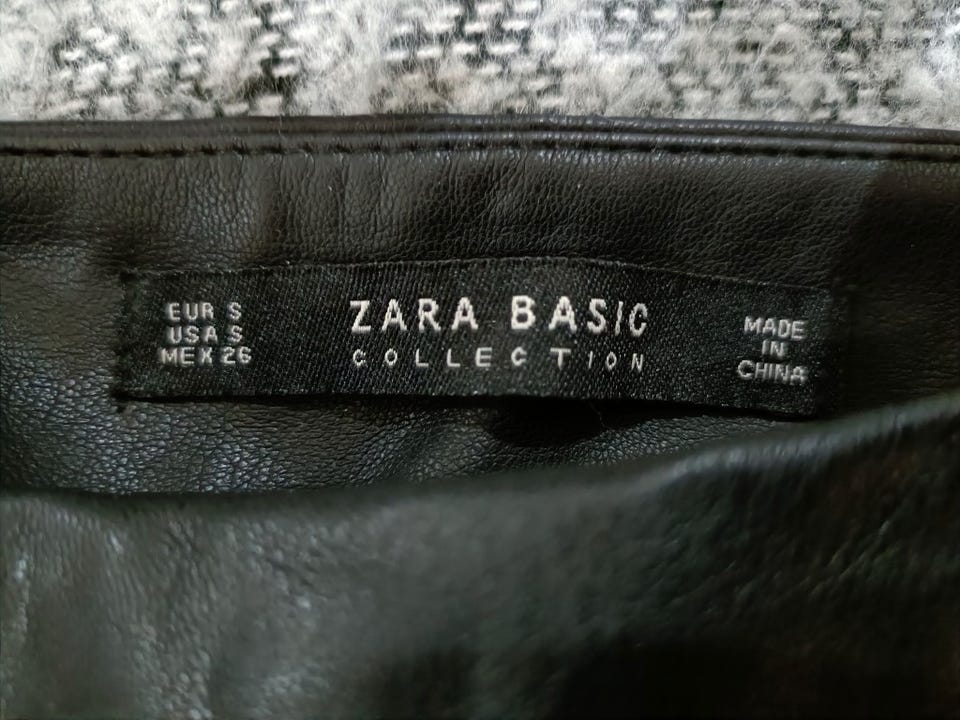 EUR S
USA S
MEX 26
ZARA BASIC
COLLECTION
MADE
IN
CHINA